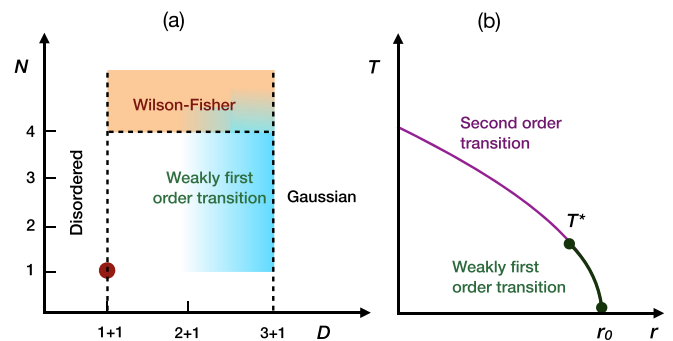 (a)
N
Wilson-Fisher
4
3
2
1
Disordered
Weakly first
order transition
Gaussian
1+1
2+1
3+1
D
(b)
T
Second order
transition
T*
Weakly first
order transition
r0
r